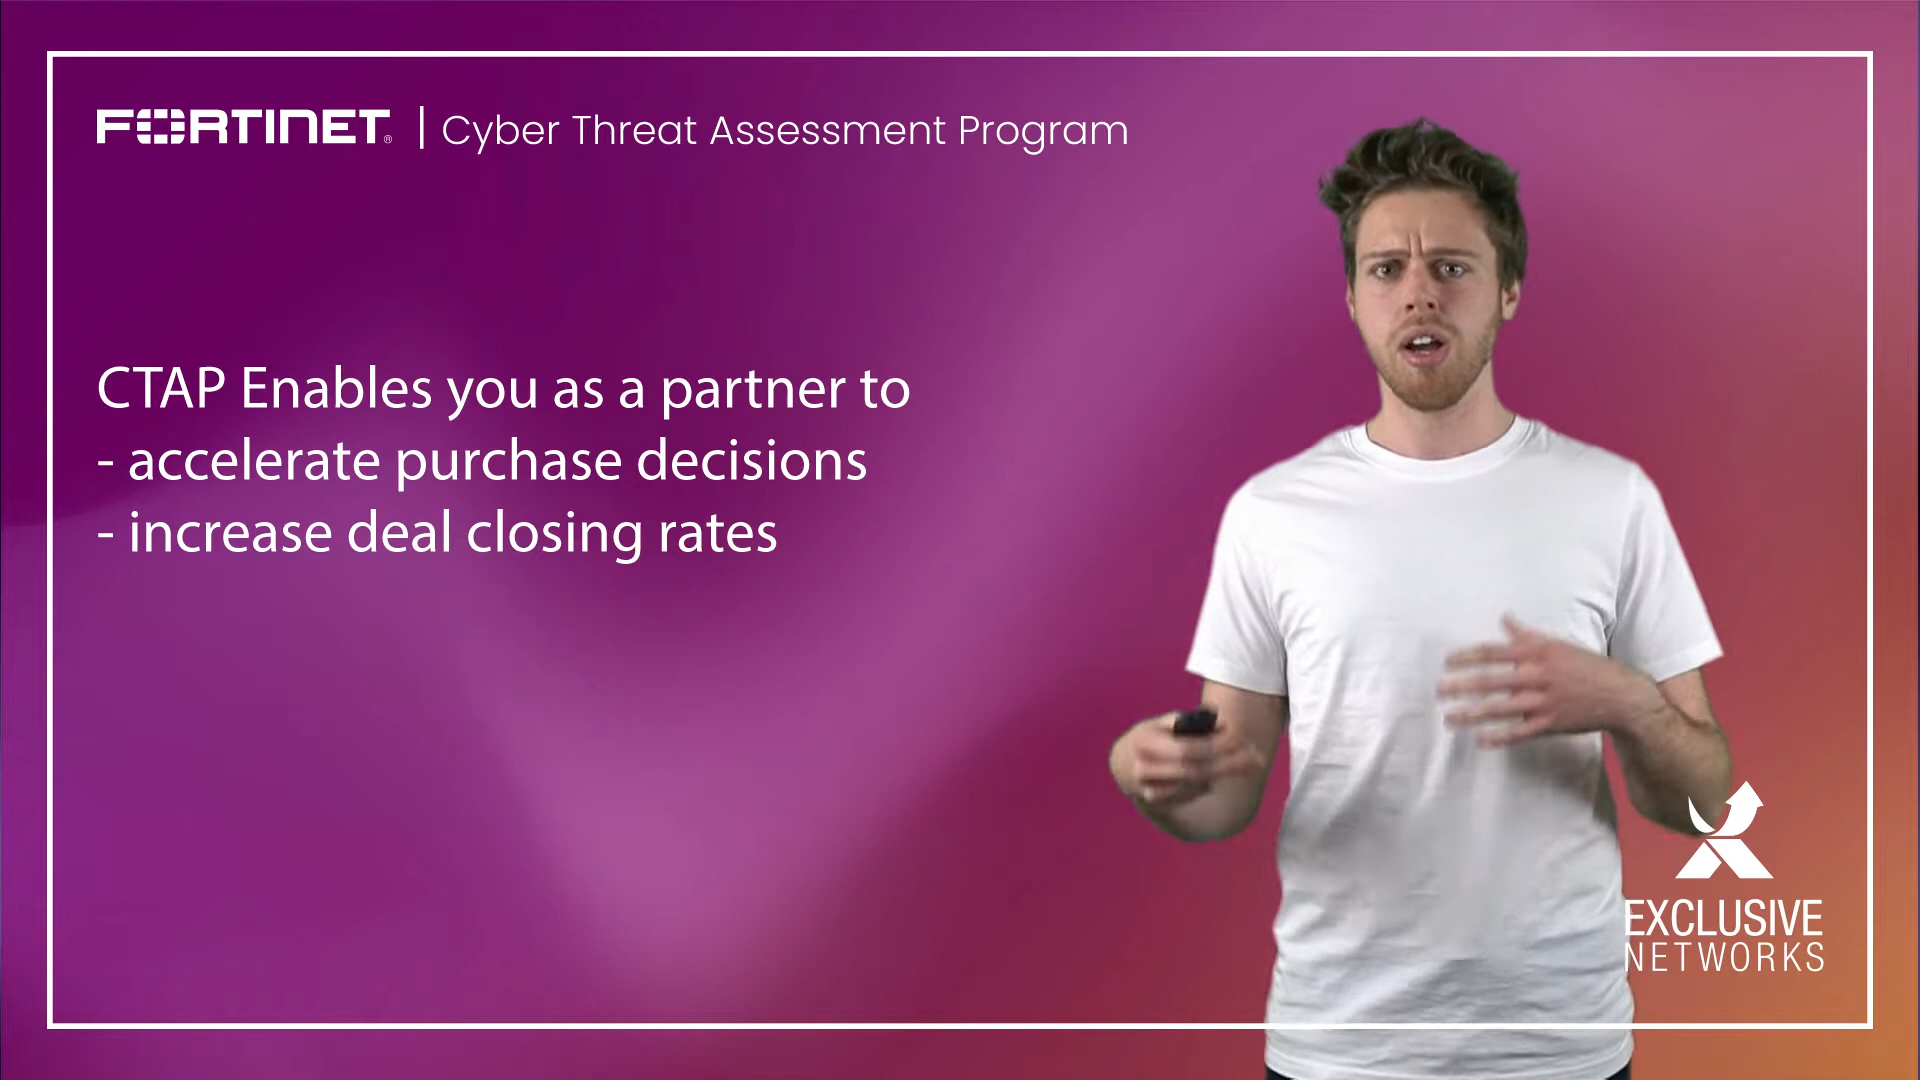 FORTINET® | Cyber Threat Assessment Program
CTAP Enables you as a partner to
- accelerate purchase decisions
- increase deal closing rates
EXCLUSIVE
NETWORKS